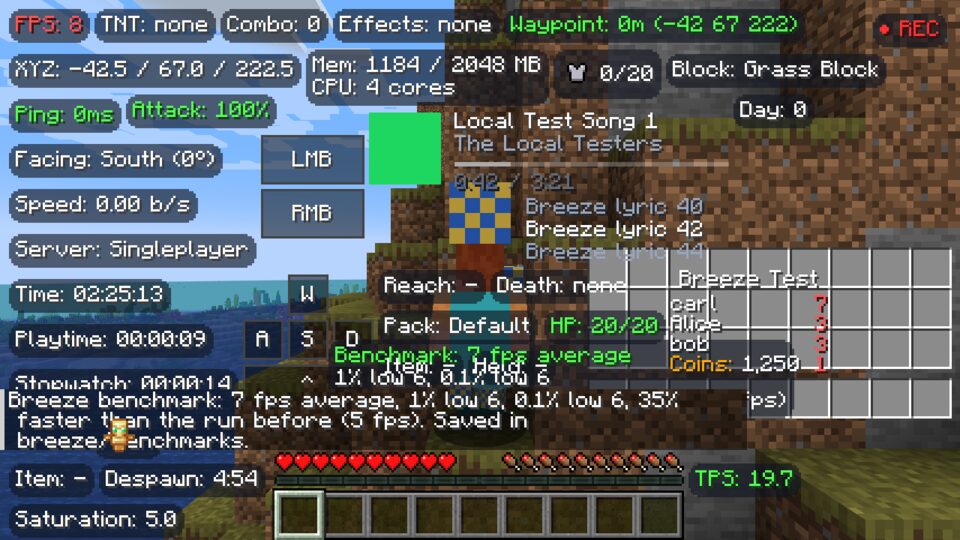 FPS: 8 TNT: none Combo: 0 Effects: none Waypoint: 0m (-42 67 222) REC
XYZ: -42.5 / 67.0 / 222.5 Mem: 1184 / 2048 MB 0/20 Block: Grass Block
CPU: 4 cores
Ping: 0ms Attack: 100% Day: 0
Local Test Song 1
The Local Testers
Facing: South (0°) LMB
0:42 / 3:21
Speed: 0.00 b/s RMB Breeze lyric 40
Breeze lyric 42
Breeze lyric 44
Server: Singleplayer
Breeze Test
Reach: - Death: none
Time: 02:25:13 W
carl 7
Alice 3
bob 3
Pack: Default HP: 20/20
Playtime: 00:00:09 A S D
Coins: 1,250 1
Benchmark: 7 fps average
Item: - Held: -
1% low 6, 0.1% low 6
Stopwatch: 00:00:14 ^
Breeze benchmark: 7 fps average, 1% low 6, 0.1% low 6, 35% fps)
faster than the run before (5 fps). Saved in
breeze/benchmarks.
Item: - Despawn: 4:54 TPS: 19.7
Saturation: 5.0